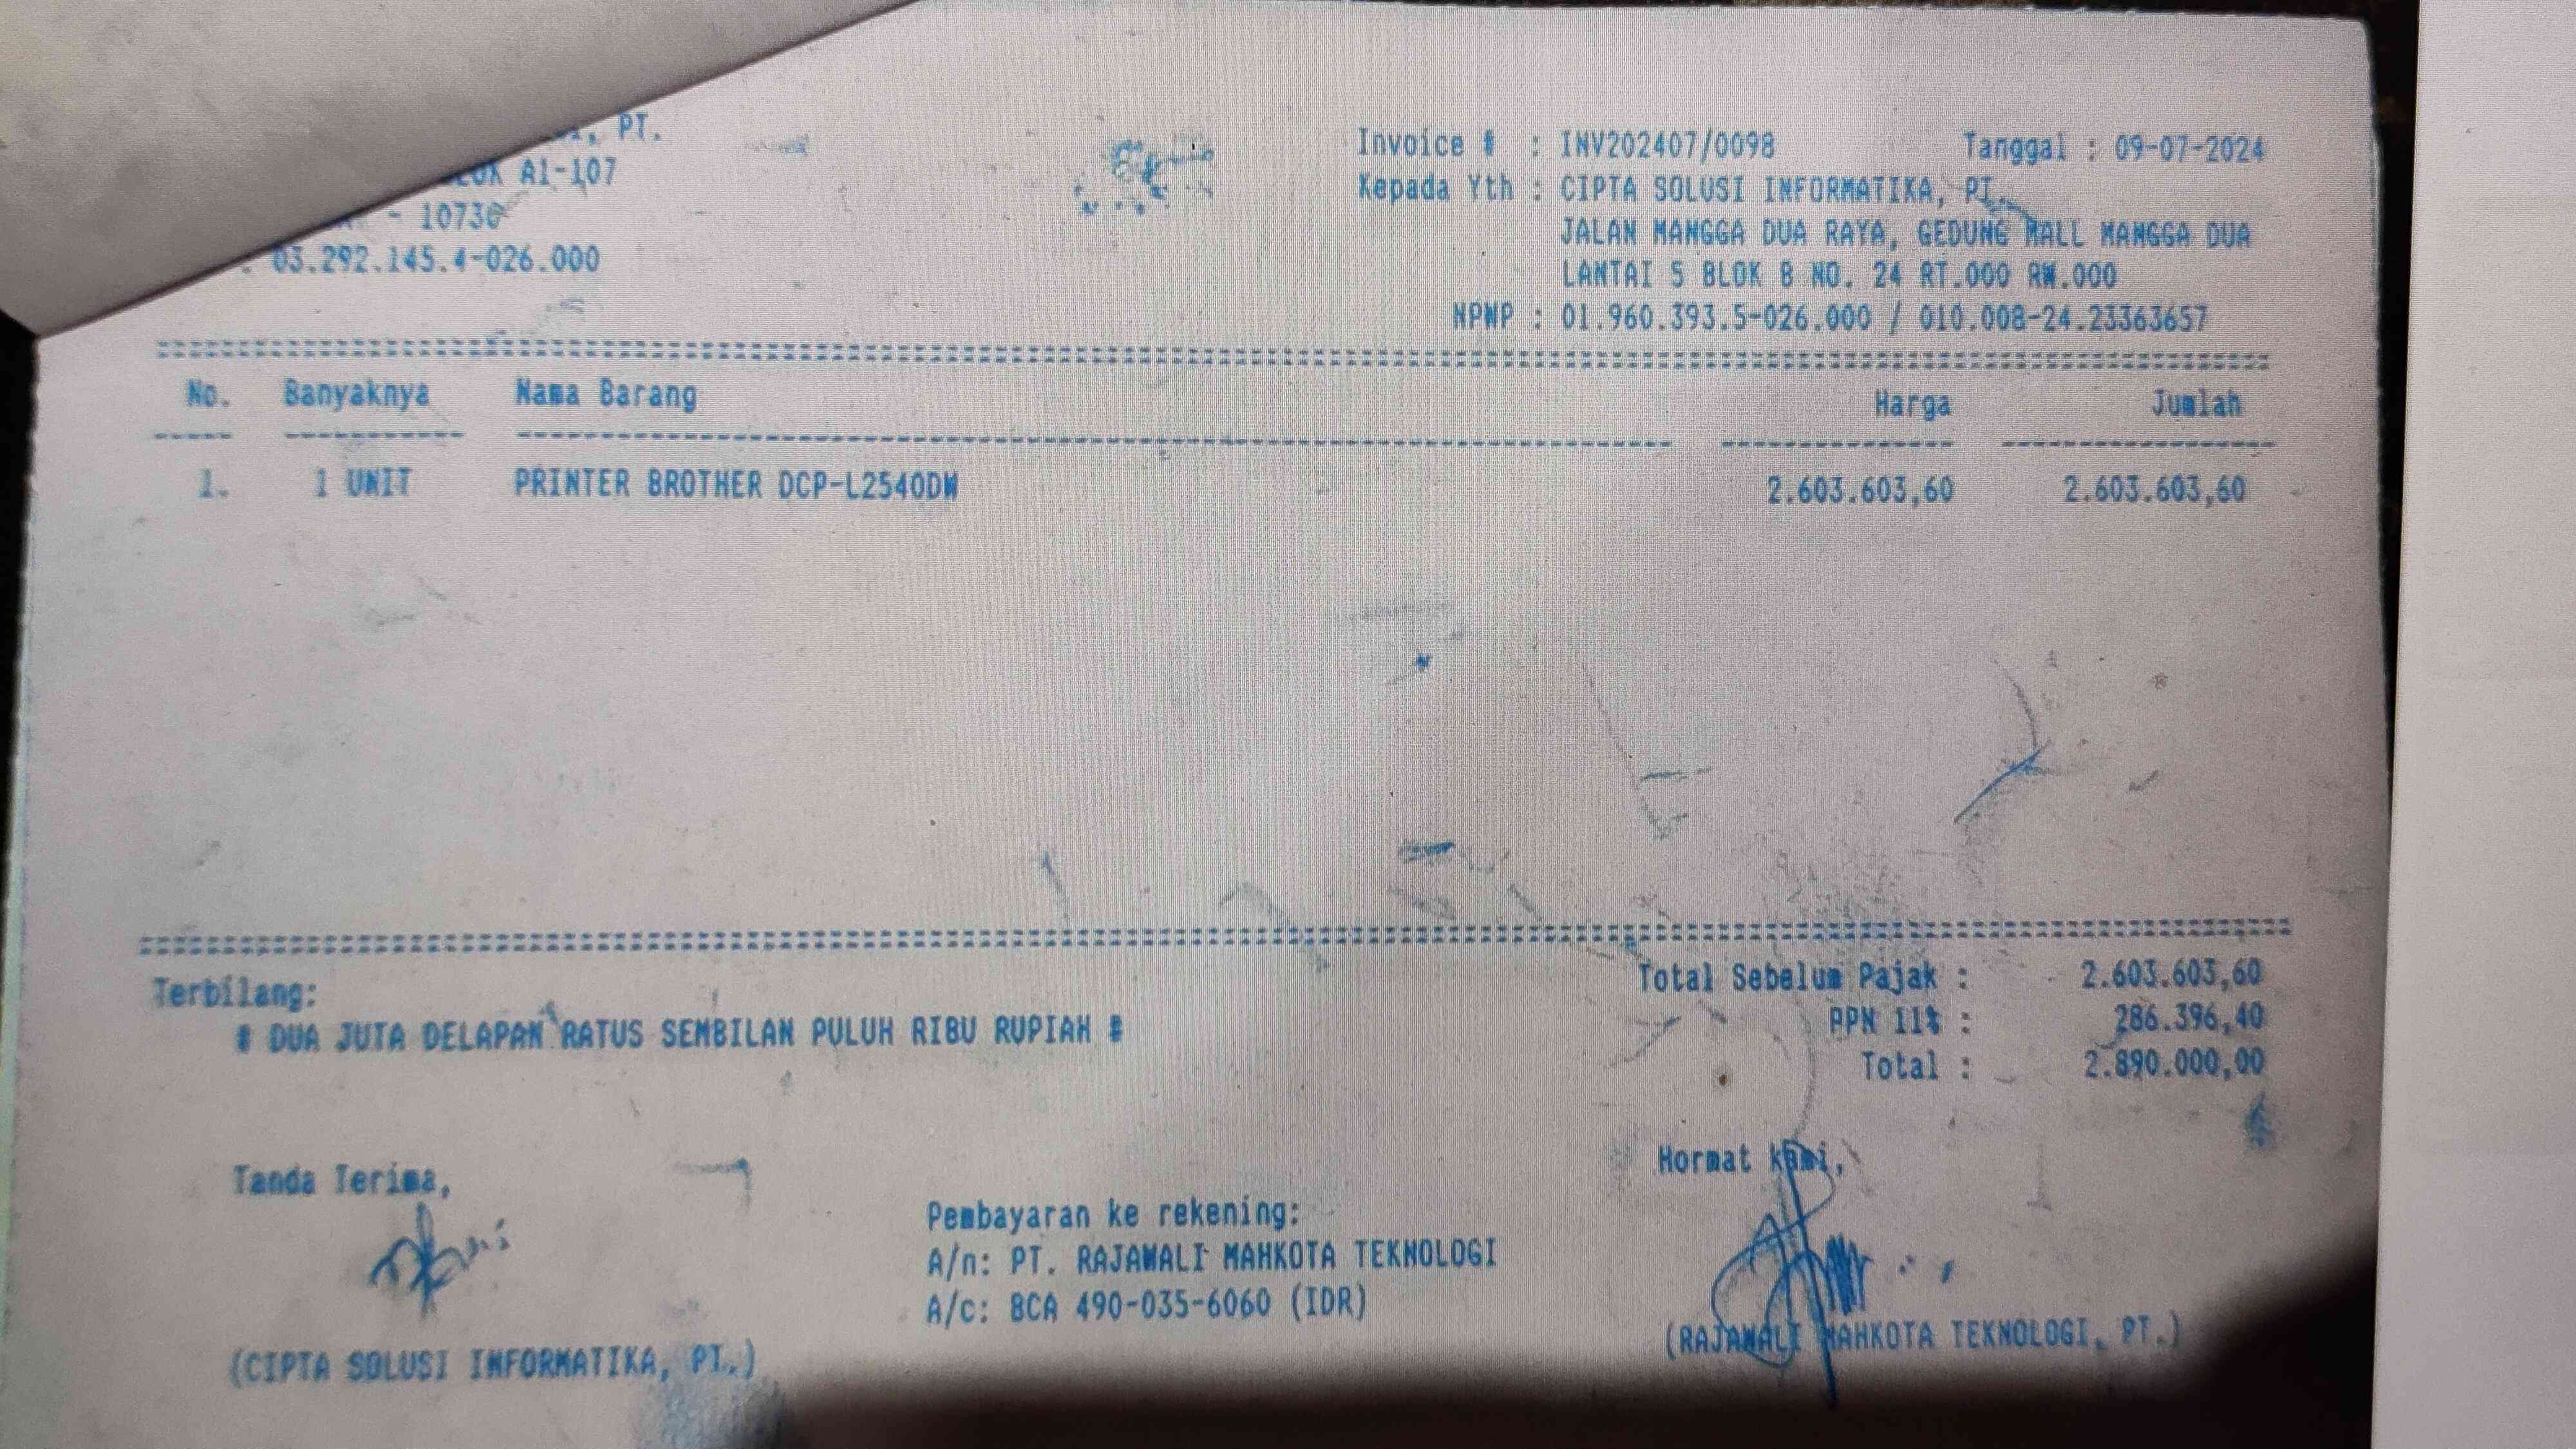 , PT.
A1-107
- 10730
03.292.145.4-026.000
Invoice # : INV202407/0098 Tanggal : 09-07-2024
Kepada Yth : CIPTA SOLUSI INFORMATIKA, PT.
JALAN MANGGA DUA RAYA, GEDUNG MALL MANGGA DUA
LANTAI 5 BLOK B NO. 24 RT.000 RW.000
NPWP : 01.960.393.5-026.000 / 010.008-24.23363657
No. Banyaknya Nama Barang Harga Jumlah
1. 1 UNIT PRINTER BROTHER DCP-L2540DW 2.603.603,60 2.603.603,60
Terbilang:
# DUA JUTA DELAPAN RATUS SEMBILAN PULUH RIBU RUPIAH #
Total Sebelum Pajak : 2.603.603,60
PPN 11% : 286.396,40
Total : 2.890.000,00
Tanda Terima,
(CIPTA SOLUSI INFORMATIKA, PT.)
Pembayaran ke rekening:
A/n: PT. RAJAWALI MAHKOTA TEKNOLOGI
A/c: BCA 490-035-6060 (IDR)
Hormat kami,
(RAJAWALI MAHKOTA TEKNOLOGI, PT.)